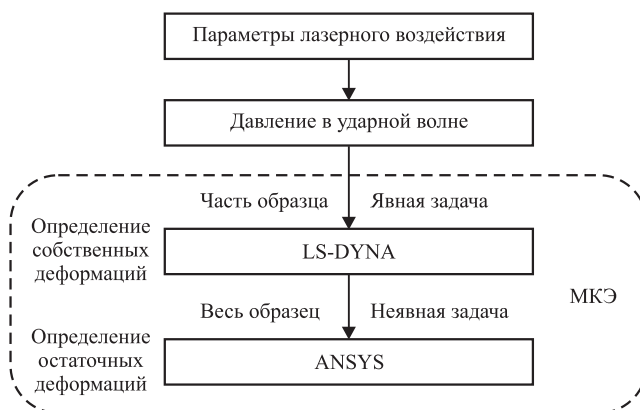 Параметры лазерного воздействия
Давление в ударной волне
Часть образца
Явная задача
Определение
собственных
деформаций
LS-DYNA
МКЭ
Весь образец
Неявная задача
Определение
остаточных
деформаций
ANSYS